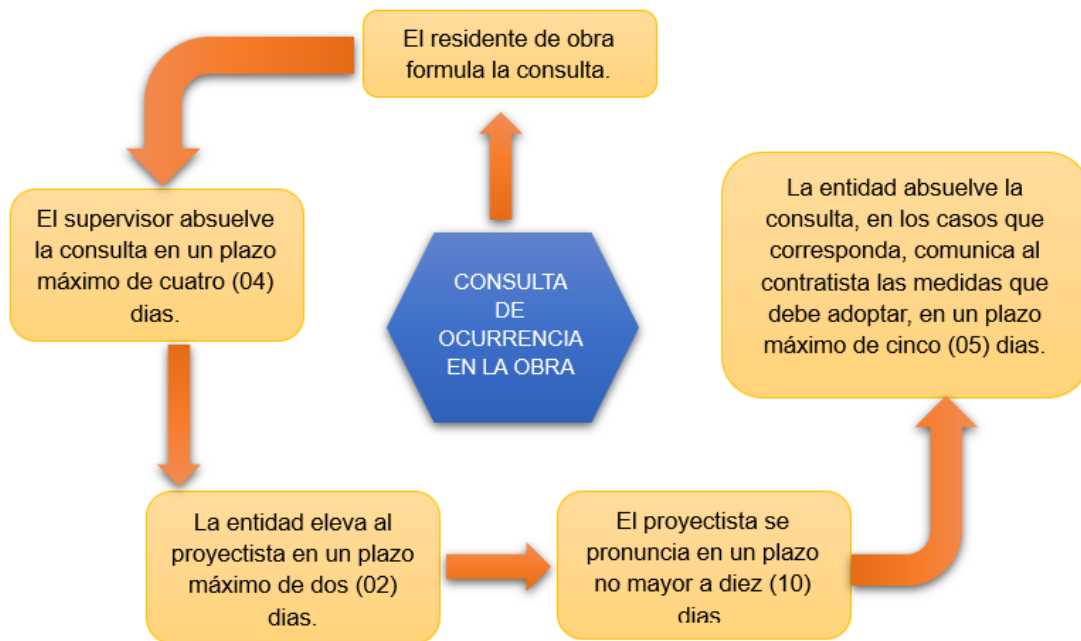 CONSULTA
DE
OCURRENCIA
EN LA OBRA
El residente de obra
formula la consulta.
El supervisor absuelve
la consulta en un plazo
máximo de cuatro (04)
dias.
La entidad eleva al
proyectista en un plazo
máximo de dos (02)
dias.
El proyectista se
pronuncia en un plazo
no mayor a diez (10)
dias
La entidad absuelve la
consulta, en los casos que
corresponda, comunica al
contratista las medidas que
debe adoptar, en un plazo
máximo de cinco (05) dias.